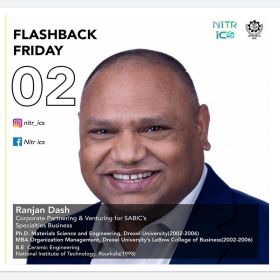 FLASHBACK
FRIDAY
NITR
ICS
02
nitr_ics
Nitr ics
Ranjan Dash
Corporate Partnering & Venturing for SABIC's
Specialties Business
Ph.D. Materials Science and Engineering, Drexel University(2002-2006)
MBA Organization Management, Drexel University's LeBow College of Business(2002-2006)
B.E Ceramic Engineering
National Institute of Technology, Rourkela(1998)